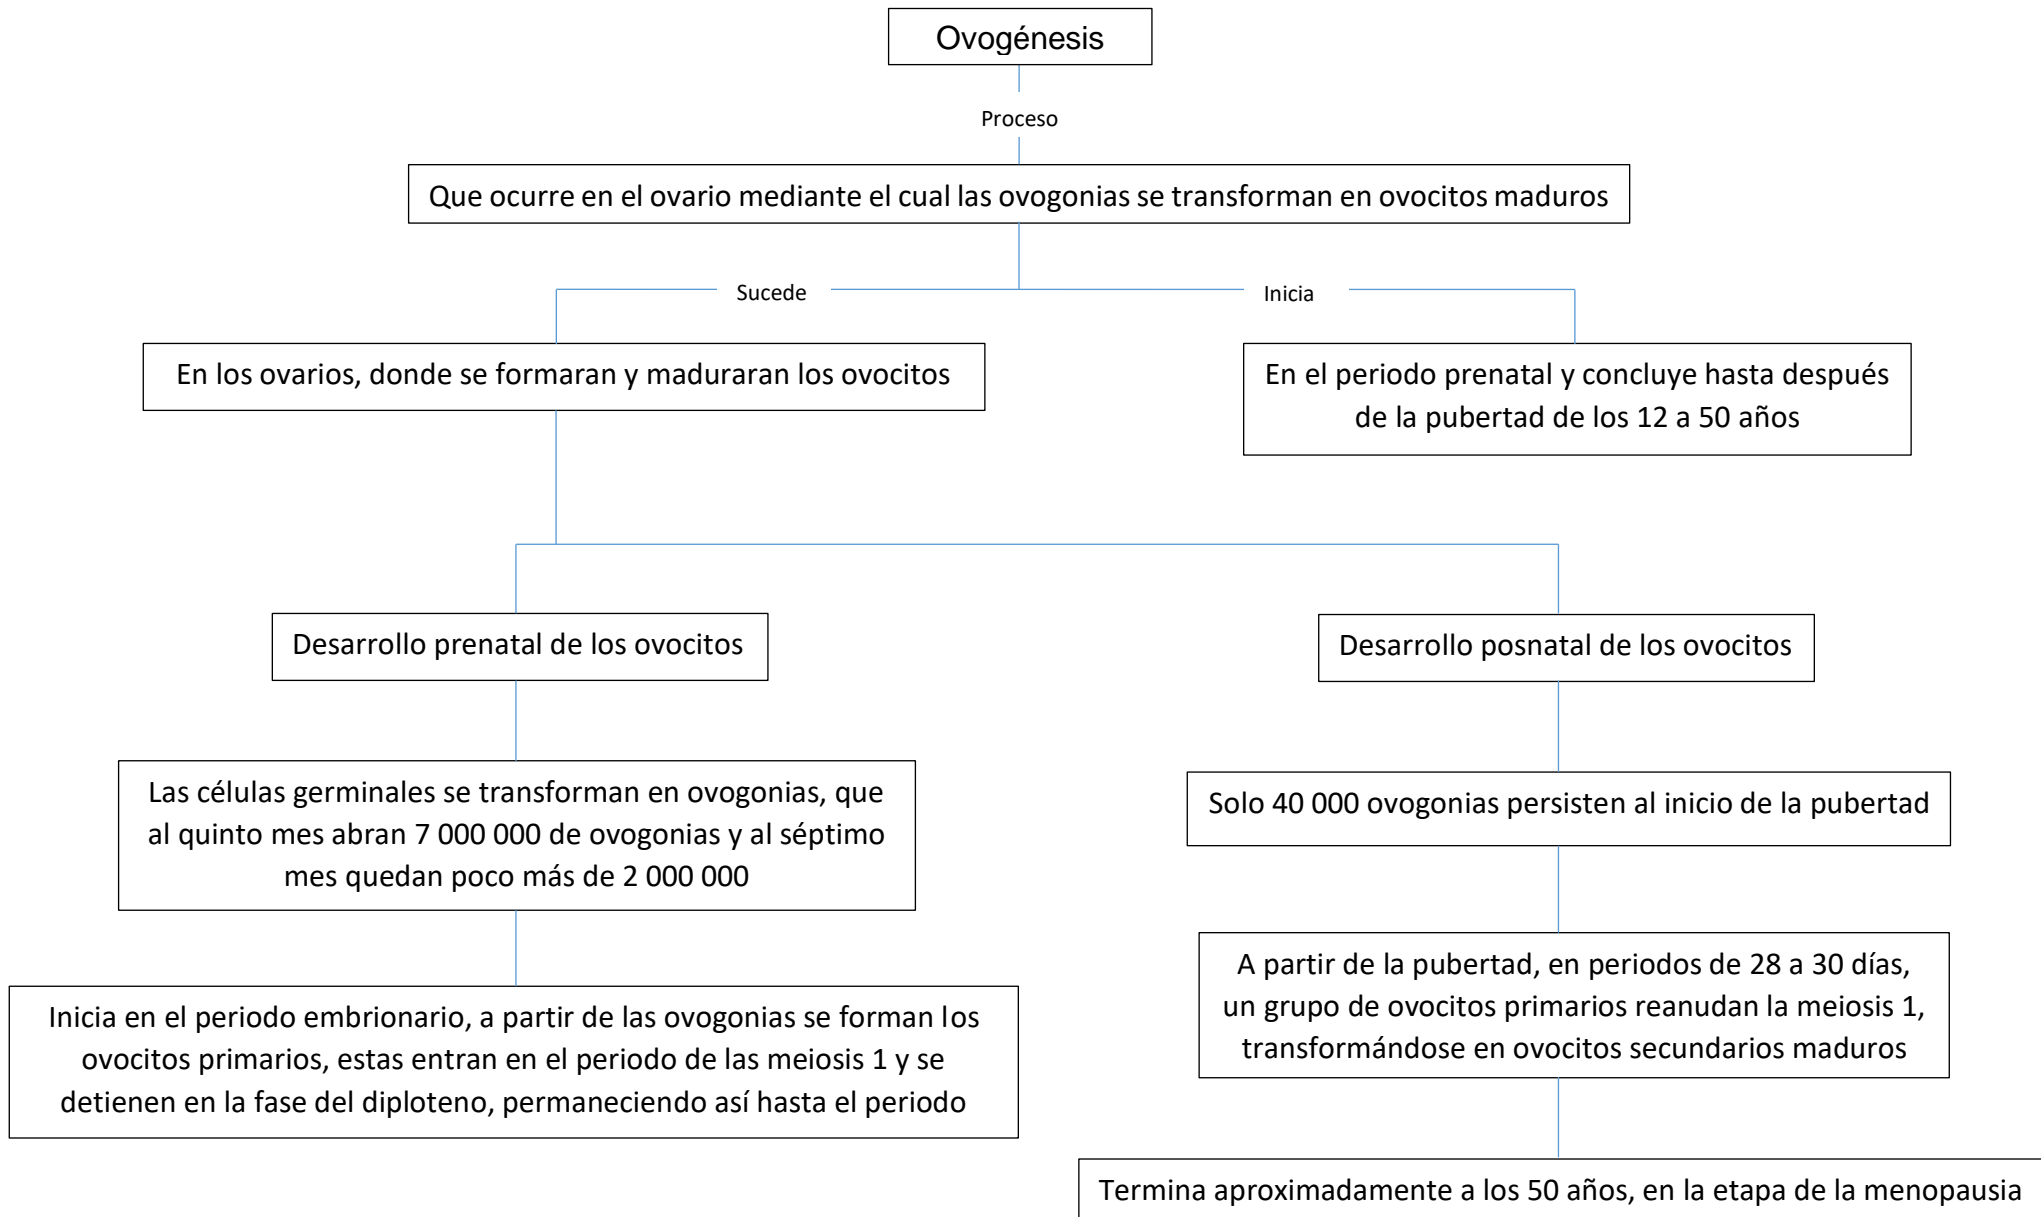 Ovogénesis
Proceso
Que ocurre en el ovario mediante el cual las ovogonias se transforman en ovocitos maduros
Sucede
Inicia
En los ovarios, donde se formaran y maduraran los ovocitos
En el periodo prenatal y concluye hasta después
de la pubertad de los 12 a 50 años
Desarrollo prenatal de los ovocitos
Desarrollo posnatal de los ovocitos
Las células germinales se transforman en ovogonias, que
al quinto mes abran 7 000 000 de ovogonias y al séptimo
mes quedan poco más de 2 000 000
Solo 40 000 ovogonias persisten al inicio de la pubertad
Inicia en el periodo embrionario, a partir de las ovogonias se forman los
ovocitos primarios, estas entran en el periodo de las meiosis 1 y se
detienen en la fase del diploteno, permaneciendo así hasta el periodo
A partir de la pubertad, en periodos de 28 a 30 días,
un grupo de ovocitos primarios reanudan la meiosis 1,
transformándose en ovocitos secundarios maduros
Termina aproximadamente a los 50 años, en la etapa de la menopausia